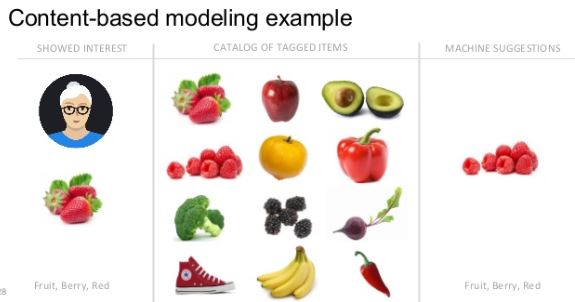 Content-based modeling example
SHOWED INTEREST
CATALOG OF TAGGED ITEMS
MACHINE SUGGESTIONS
28
Fruit, Berry, Red
Fruit, Berry, Red